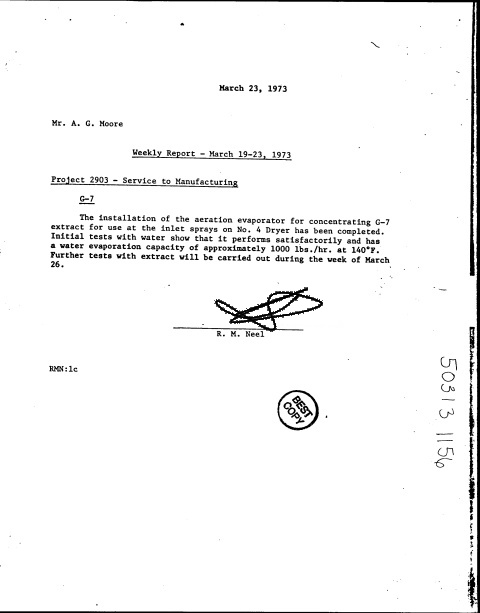 March 23, 1973
Mr. A. G. Moore
Weekly Report - March 19-23, 1973
Project 2903 - Service to Manufacturing
G-7
The installation of the aeration evaporator for concentrating G-7
extract for use at the inlet sprays on No. 4 Dryer has been completed.
Initial tests with water show that it performs satisfactorily and has
a water evaporation capacity of approximately 1000 lbs./hr. at 140°F.
Further tests with extract will be carried out during the week of March
26.
R. M. Neel
RMN:lc
BEST
COPY
50313 1156